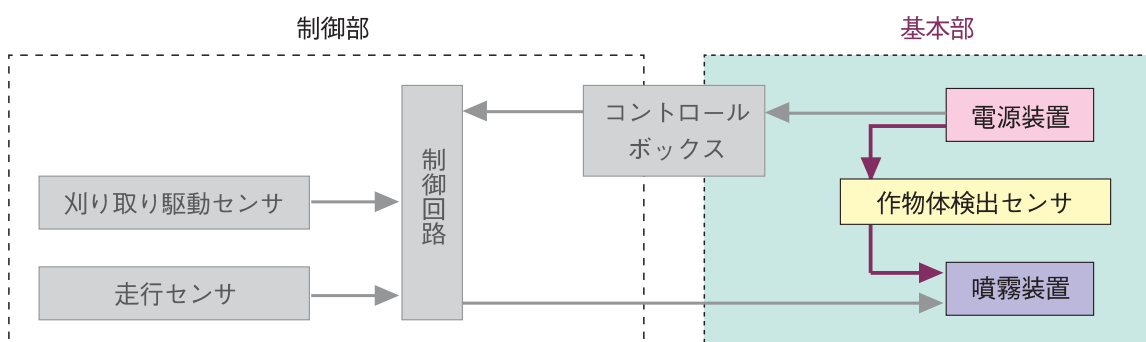 制御部
基本部
コントロール
ボックス
電源装置
制御回路
刈り取り駆動センサ
作物体検出センサ
走行センサ
噴霧装置